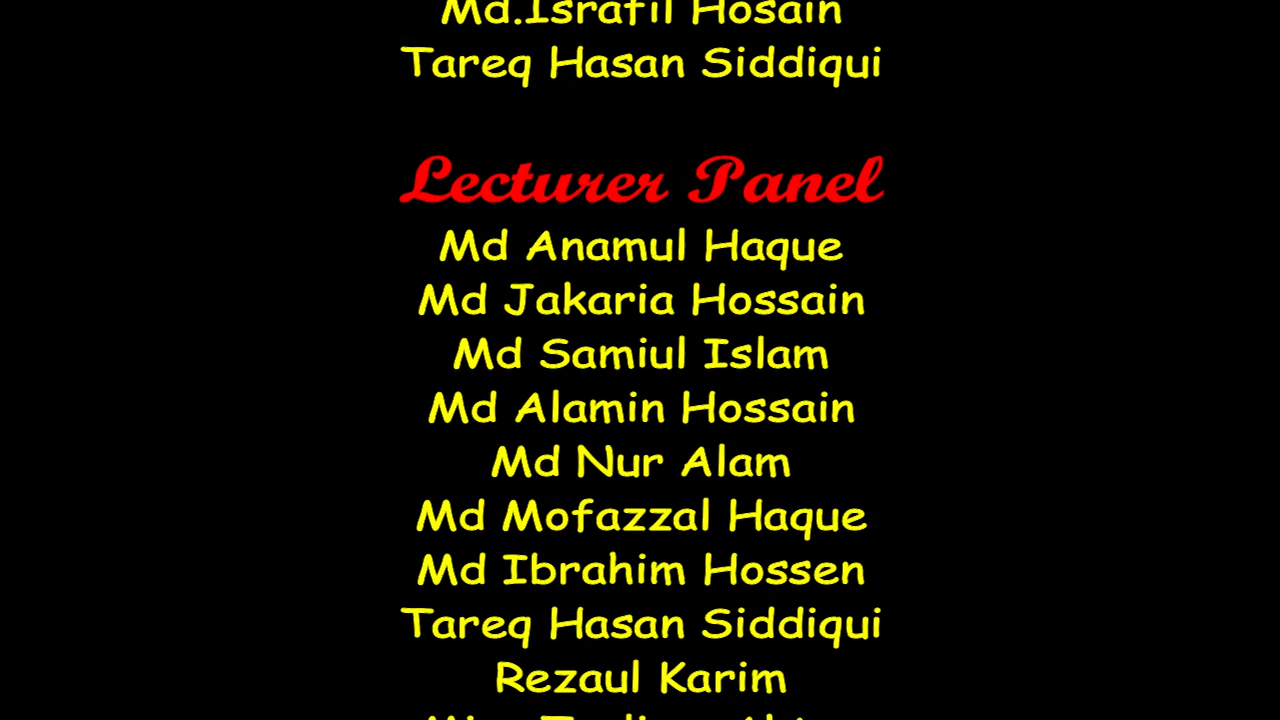 Md.Israfil Hosain
Tareq Hasan Siddiqui
Lecturer Panel
Md Anamul Haque
Md Jakaria Hossain
Md Samiul Islam
Md Alamin Hossain
Md Nur Alam
Md Mofazzal Haque
Md Ibrahim Hossen
Tareq Hasan Siddiqui
Rezaul Karim